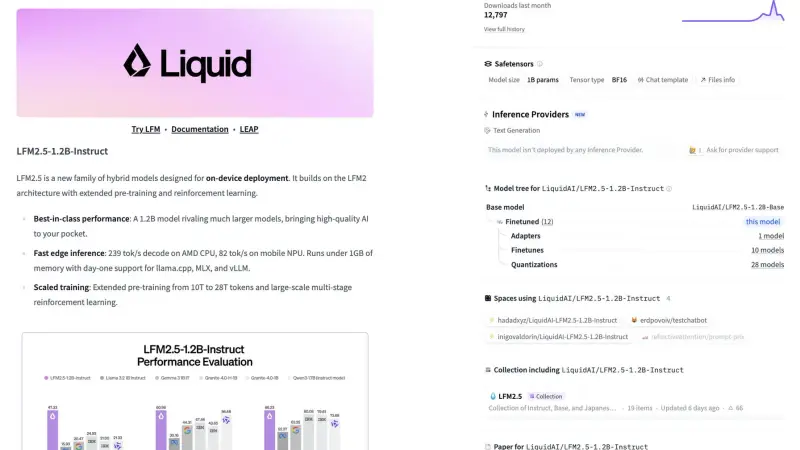 Liquid
Try LFM • Documentation • LEAP
LFM2.5-1.2B-Instruct
LFM2.5 is a new family of hybrid models designed for on-device deployment. It builds on the LFM2
architecture with extended pre-training and reinforcement learning.
Best-in-class performance: A 1.2B model rivaling much larger models, bringing high-quality AI
to your pocket.
Fast edge inference: 239 tok/s decode on AMD CPU, 82 tok/s on mobile NPU. Runs under 1GB of
memory with day-one support for llama.cpp, MLX, and vLLM.
Scaled training: Extended pre-training from 10T to 28T tokens and large-scale multi-stage
reinforcement learning.
LFM2.5-1.2B-Instruct
Performance Evaluation
LFM2.5-1.2B-Instruct
Downloads last month
12,797
View full history
Safetensors
Model size 1B params Tensor type BF16 Chat template Files info
Inference Providers NEW
Text Generation
This model isn't deployed by any Inference Provider. 1 Ask for provider support
Model tree for LiquidAI/LFM2.5-1.2B-Instruct
Base model LiquidAI/LFM2.5-1.2B-Base
Finetuned (12) this model
Adapters 1 model
Finetunes 10 models
Quantizations 28 models
Spaces using LiquidAI/LFM2.5-1.2B-Instruct 4
hadadxyz/LiquidAI-LFM2.5-1.2B-Instruct erdpovoiv/testchatbot
inigovaldorin/LiquidAI-LFM2.5-1.2B-Instruct
Collection including LiquidAI/LFM2.5-1.2B-Instruct
LFM2.5 Collection
Collection of Instruct, Base, and Japanes… • 19 items • Updated 6 days ago • 66
Paper for LiquidAI/LFM2.5-1.2B-Instruct